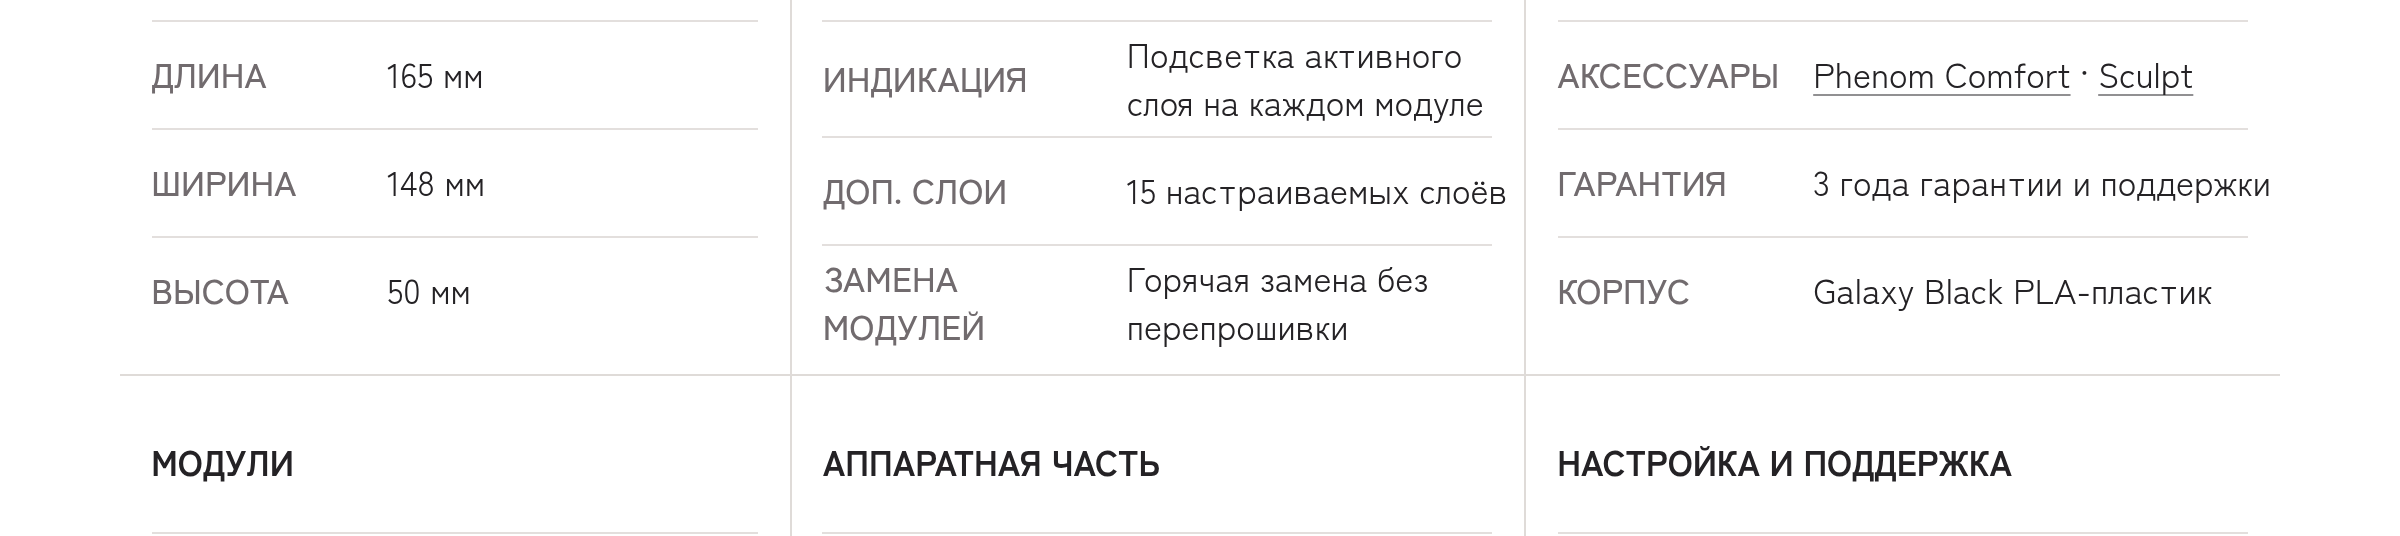 ДЛИНА 165 мм
ШИРИНА 148 мм
ВЫСОТА 50 мм
ИНДИКАЦИЯ Подсветка активного
слоя на каждом модуле
ДОП. СЛОИ 15 настраиваемых слоёв
ЗАМЕНА
МОДУЛЕЙ
Горячая замена без
перепрошивки
АКСЕССУАРЫ Phenom Comfort · Sculpt
ГАРАНТИЯ 3 года гарантии и поддержки
КОРПУС Galaxy Black PLA-пластик
МОДУЛИ
АППАРАТНАЯ ЧАСТЬ
НАСТРОЙКА И ПОДДЕРЖКА